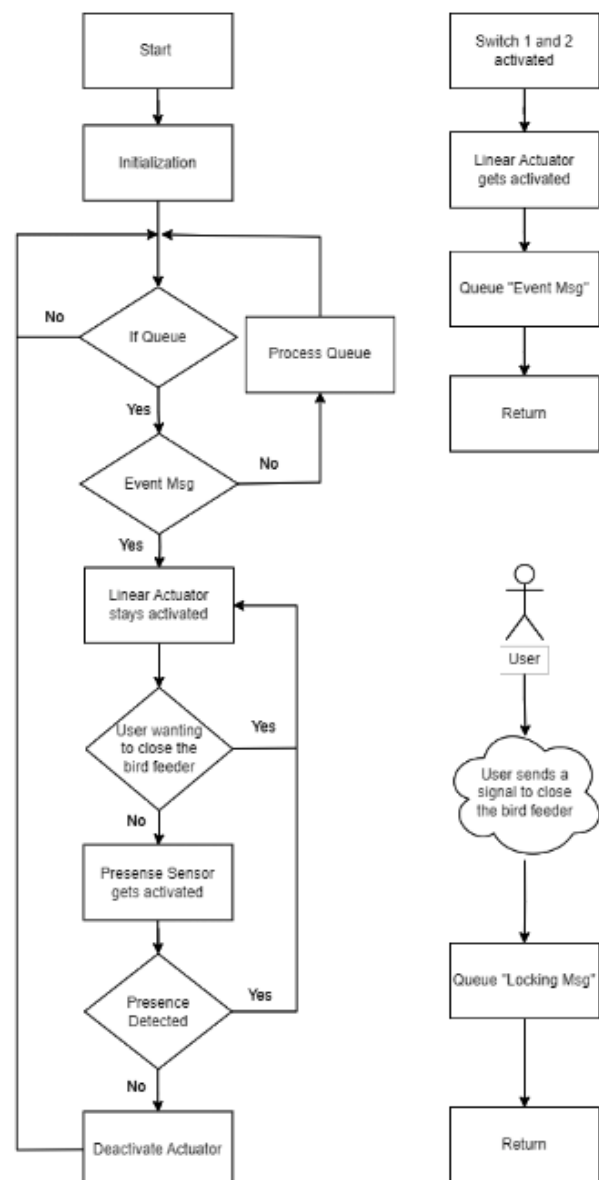 Start
Initialization
If Queue
No
Yes
Process Queue
Event Msg
No
Yes
Linear Actuator
stays activated
User wanting
to close the
bird feeder
Yes
No
Presense Sensor
gets activated
Presence
Detected
Yes
No
Deactivate Actuator
Switch 1 and 2
activated
Linear Actuator
gets activated
Queue "Event Msg"
Return
User
User sends a
signal to close
the bird feeder
Queue "Locking Msg"
Return